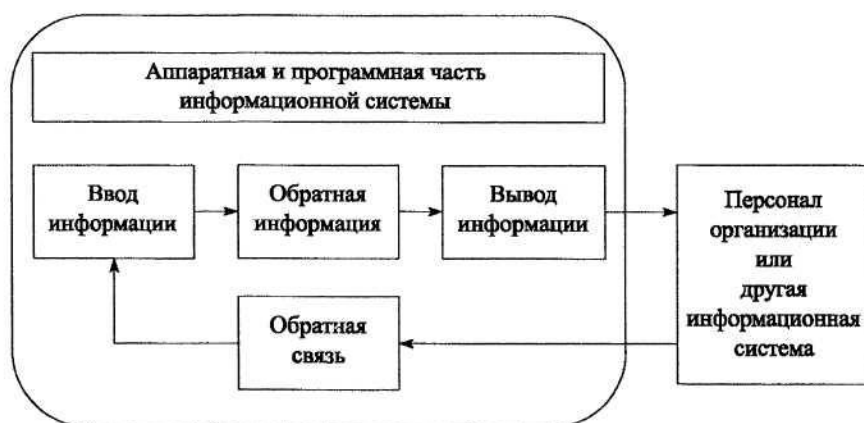 Аппаратная и программная часть
информационной системы
Ввод
информации
Обратная
информация
Вывод
информации
Персонал
организации
или
другая
информационная
система
Обратная
связь